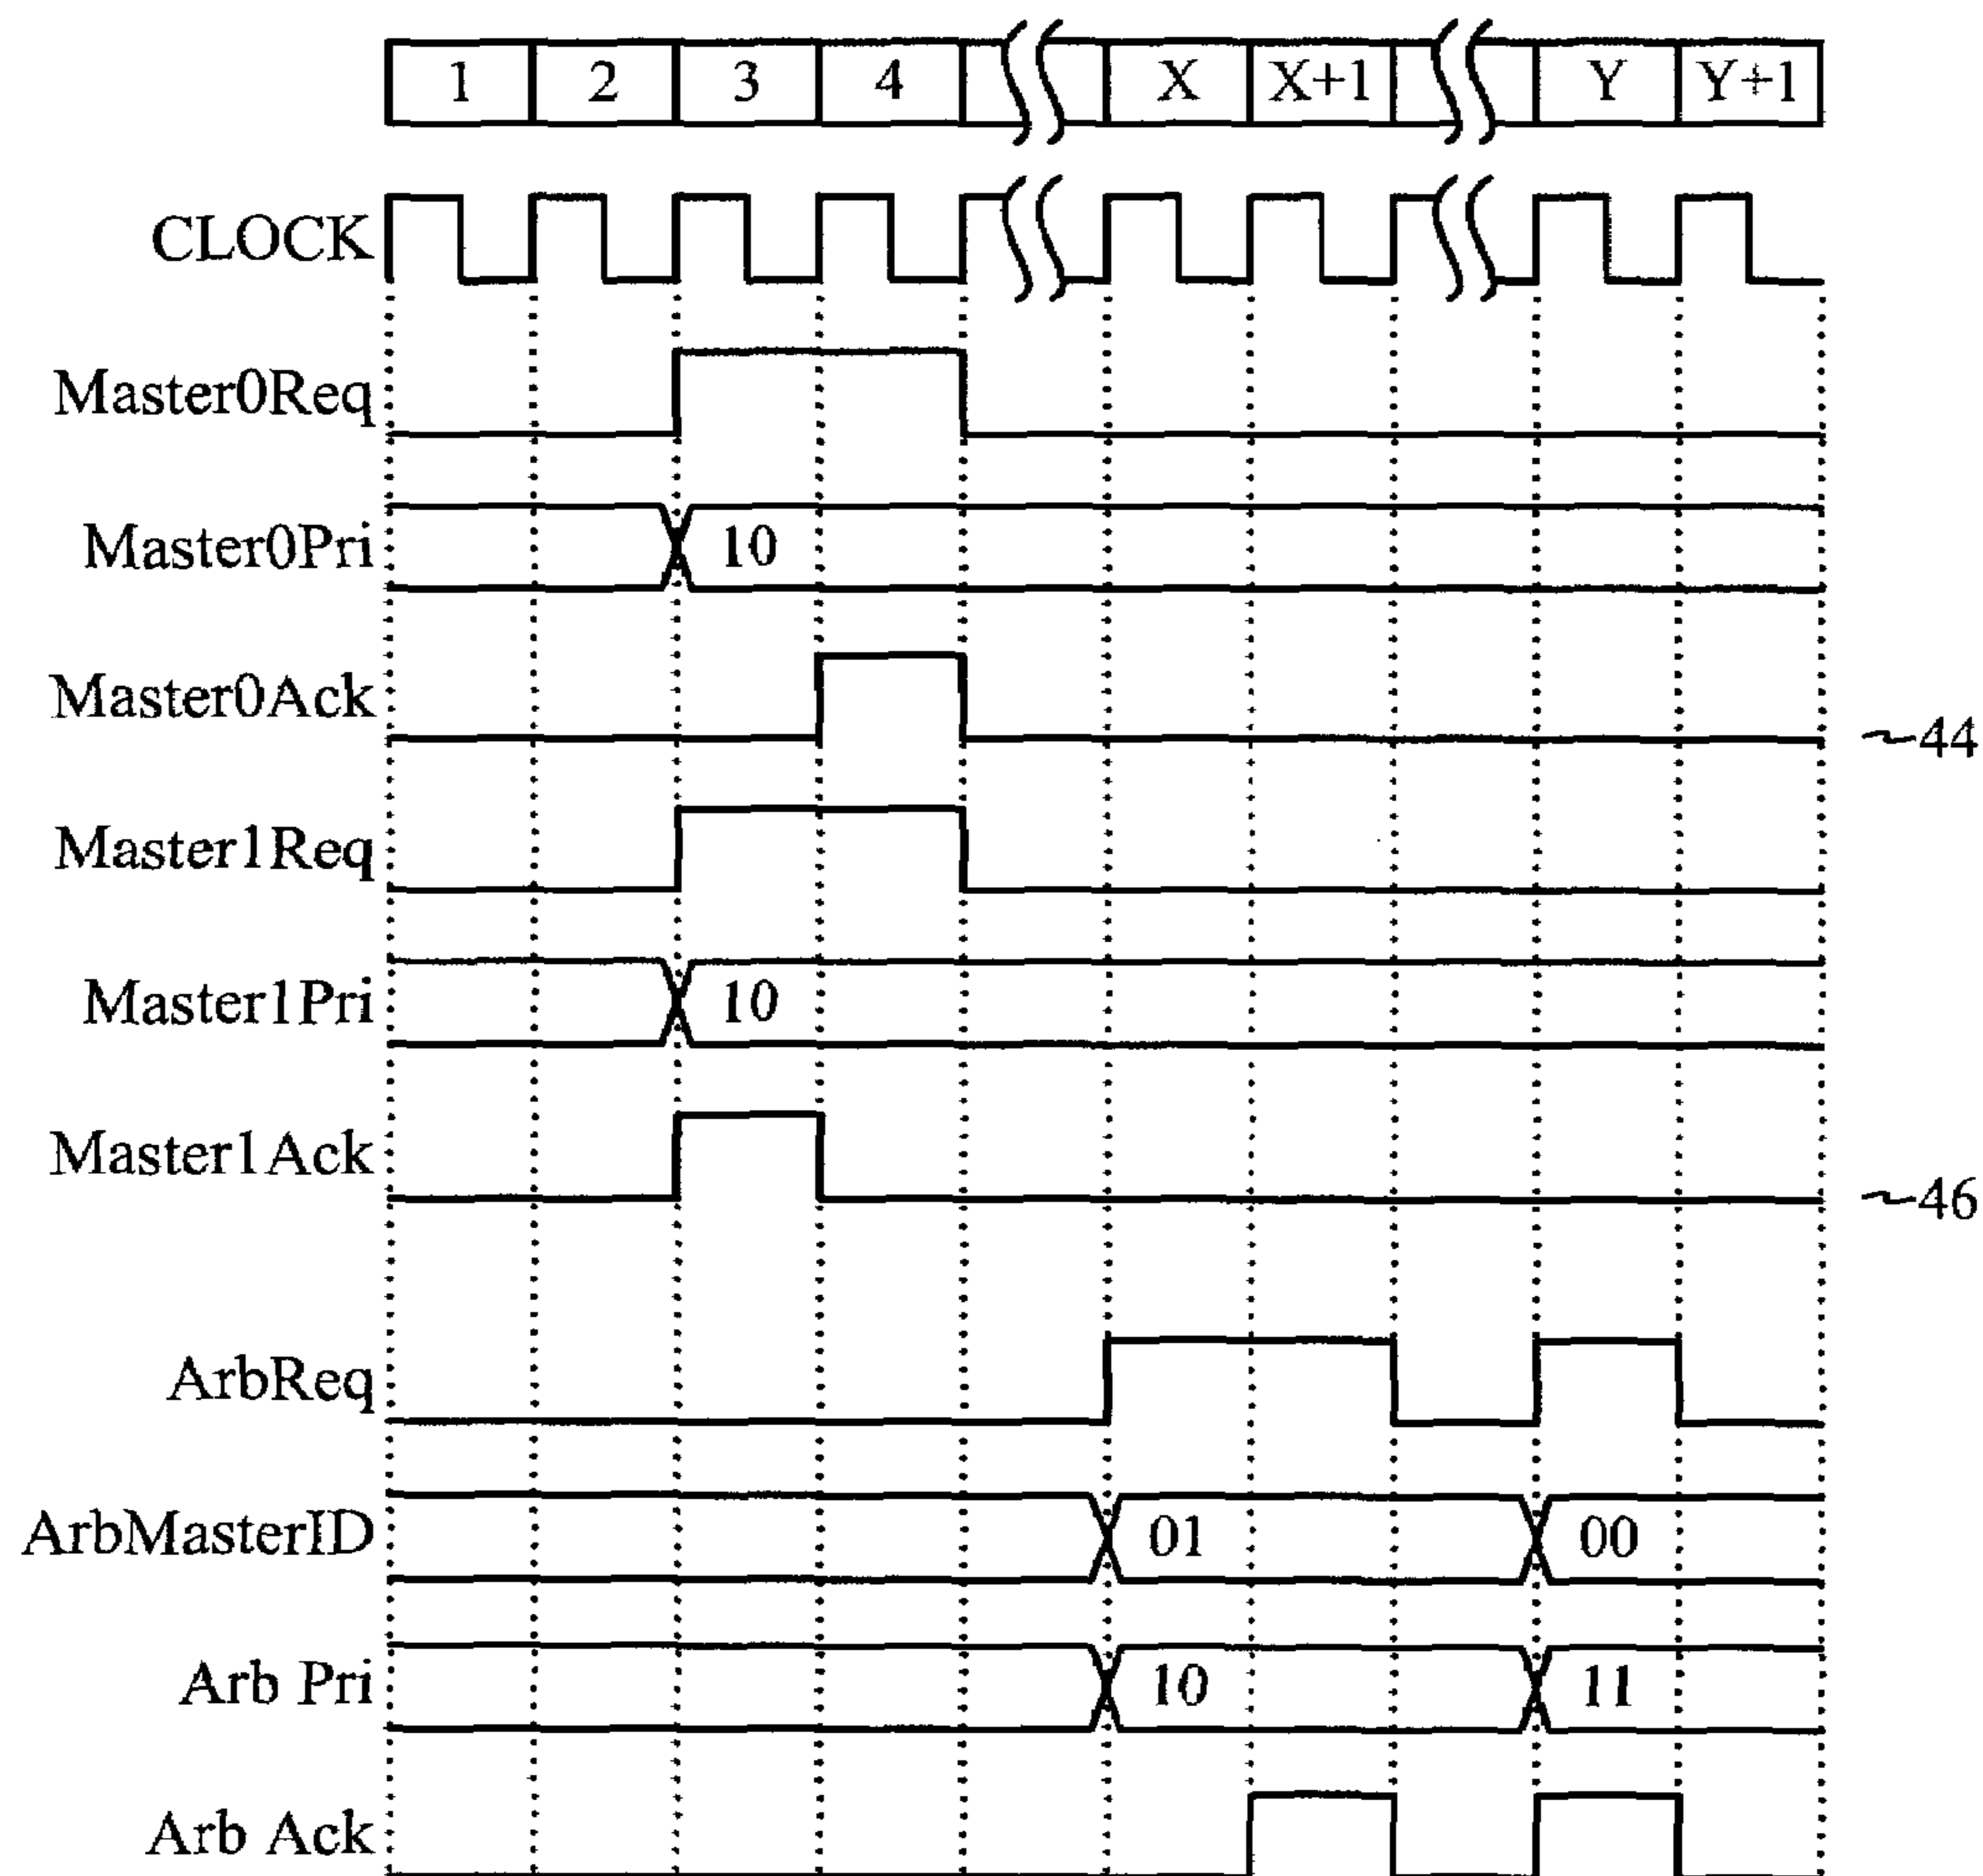 1 2 3 4 X X+1 Y Y+1
CLOCK
Master0Req
Master0Pri 10
Master0Ack
~44
Master1Req
Master1Pri 10
Master1Ack
~46
ArbReq
ArbMasterID 01 00
Arb Pri 10 11
Arb Ack